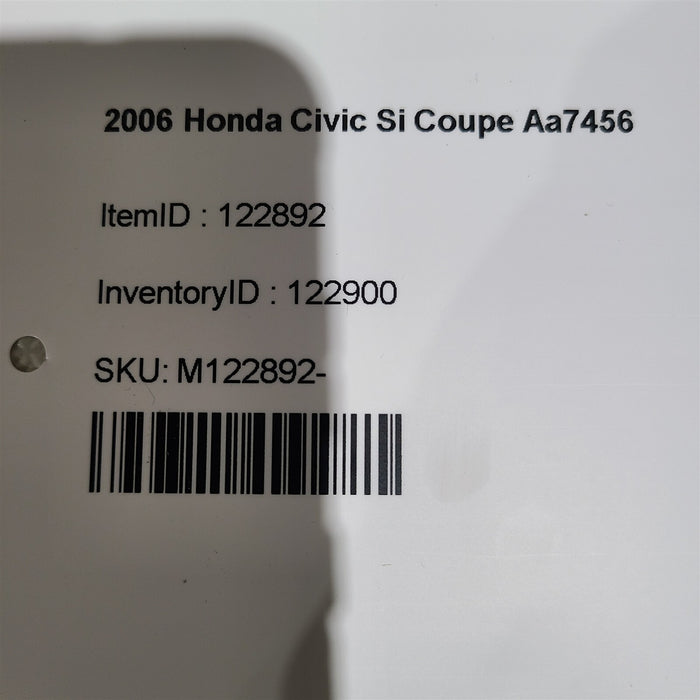 2006 Honda Civic Si Coupe Aa7456
ItemID : 122892
InventoryID : 122900
SKU: M122892-